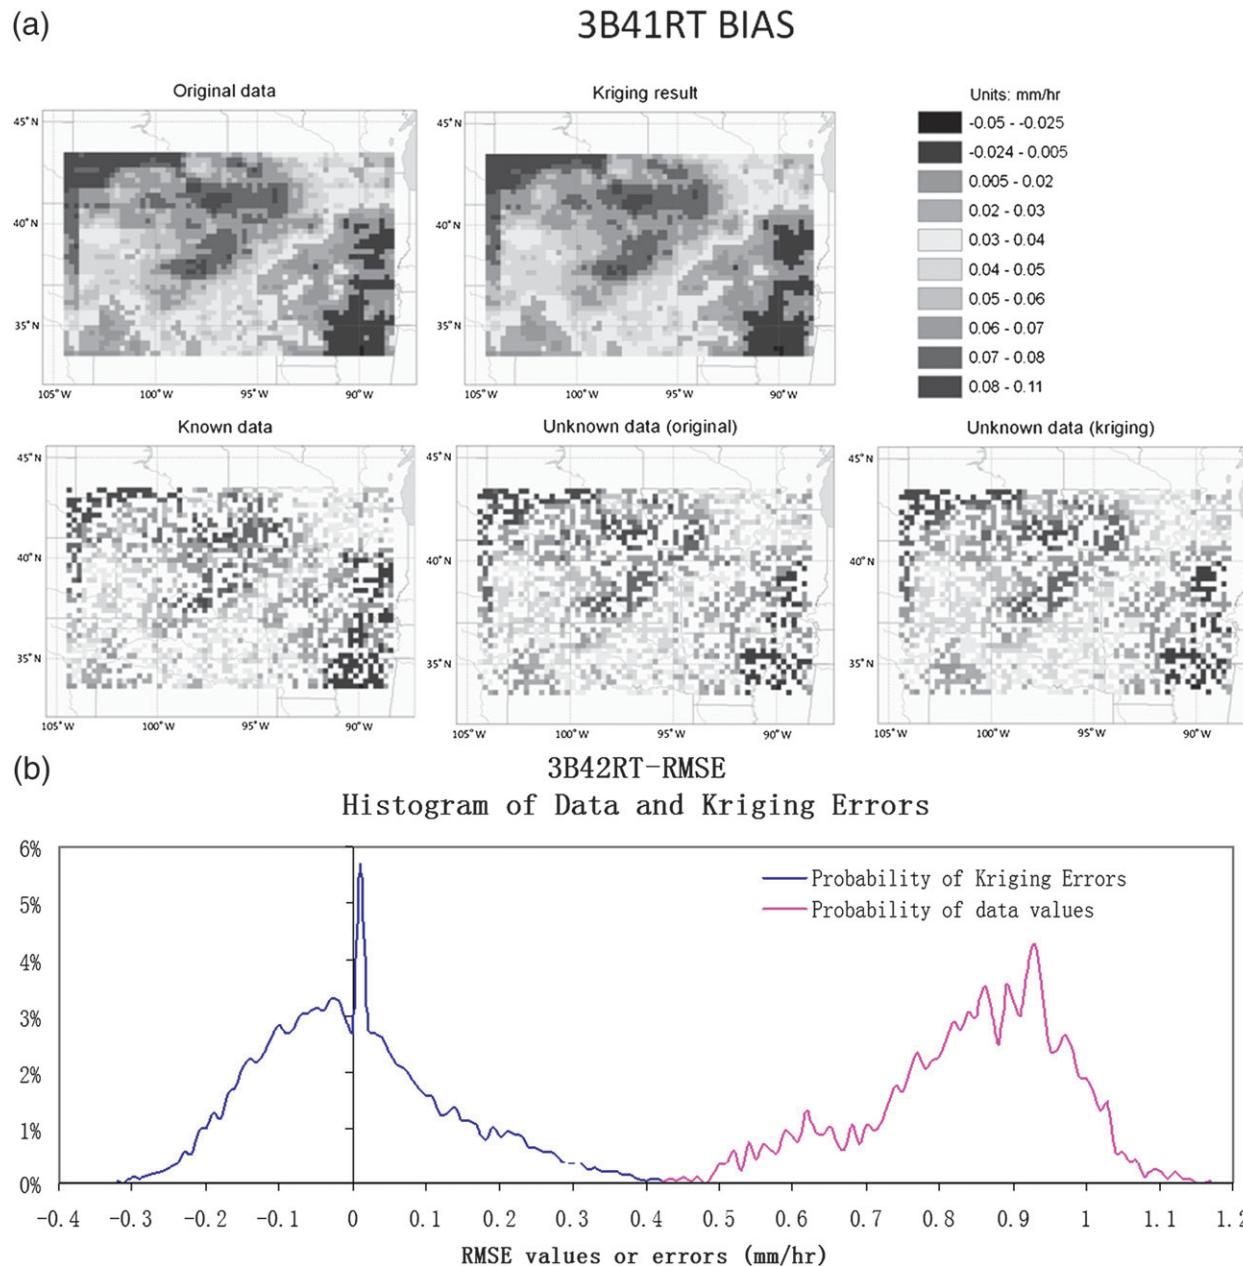 (a)
3B41RT BIAS
Original data
45° N
40° N
35° N
105° W
100° W
95° W
90° W
Kriging result
45° N
40° N
35° N
105° W
100° W
95° W
90° W
Units: mm/hr
-0.05 - -0.025
-0.024 - 0.005
0.005 - 0.02
0.02 - 0.03
0.03 - 0.04
0.04 - 0.05
0.05 - 0.06
0.06 - 0.07
0.07 - 0.08
0.08 - 0.11
Known data
45° N
40° N
35° N
105° W
100° W
95° W
90° W
Unknown data (original)
45° N
40° N
35° N
105° W
100° W
95° W
90° W
Unknown data (kriging)
45° N
40° N
35° N
105° W
100° W
95° W
90° W
(b)
3B42RT-RMSE
Histogram of Data and Kriging Errors
6%
5%
4%
3%
2%
1%
0%
Probability of Kriging Errors
Probability of data values
-0.4 -0.3 -0.2 -0.1 0 0.1 0.2 0.3 0.4 0.5 0.6 0.7 0.8 0.9 1 1.1 1.2
RMSE values or errors (mm/hr)